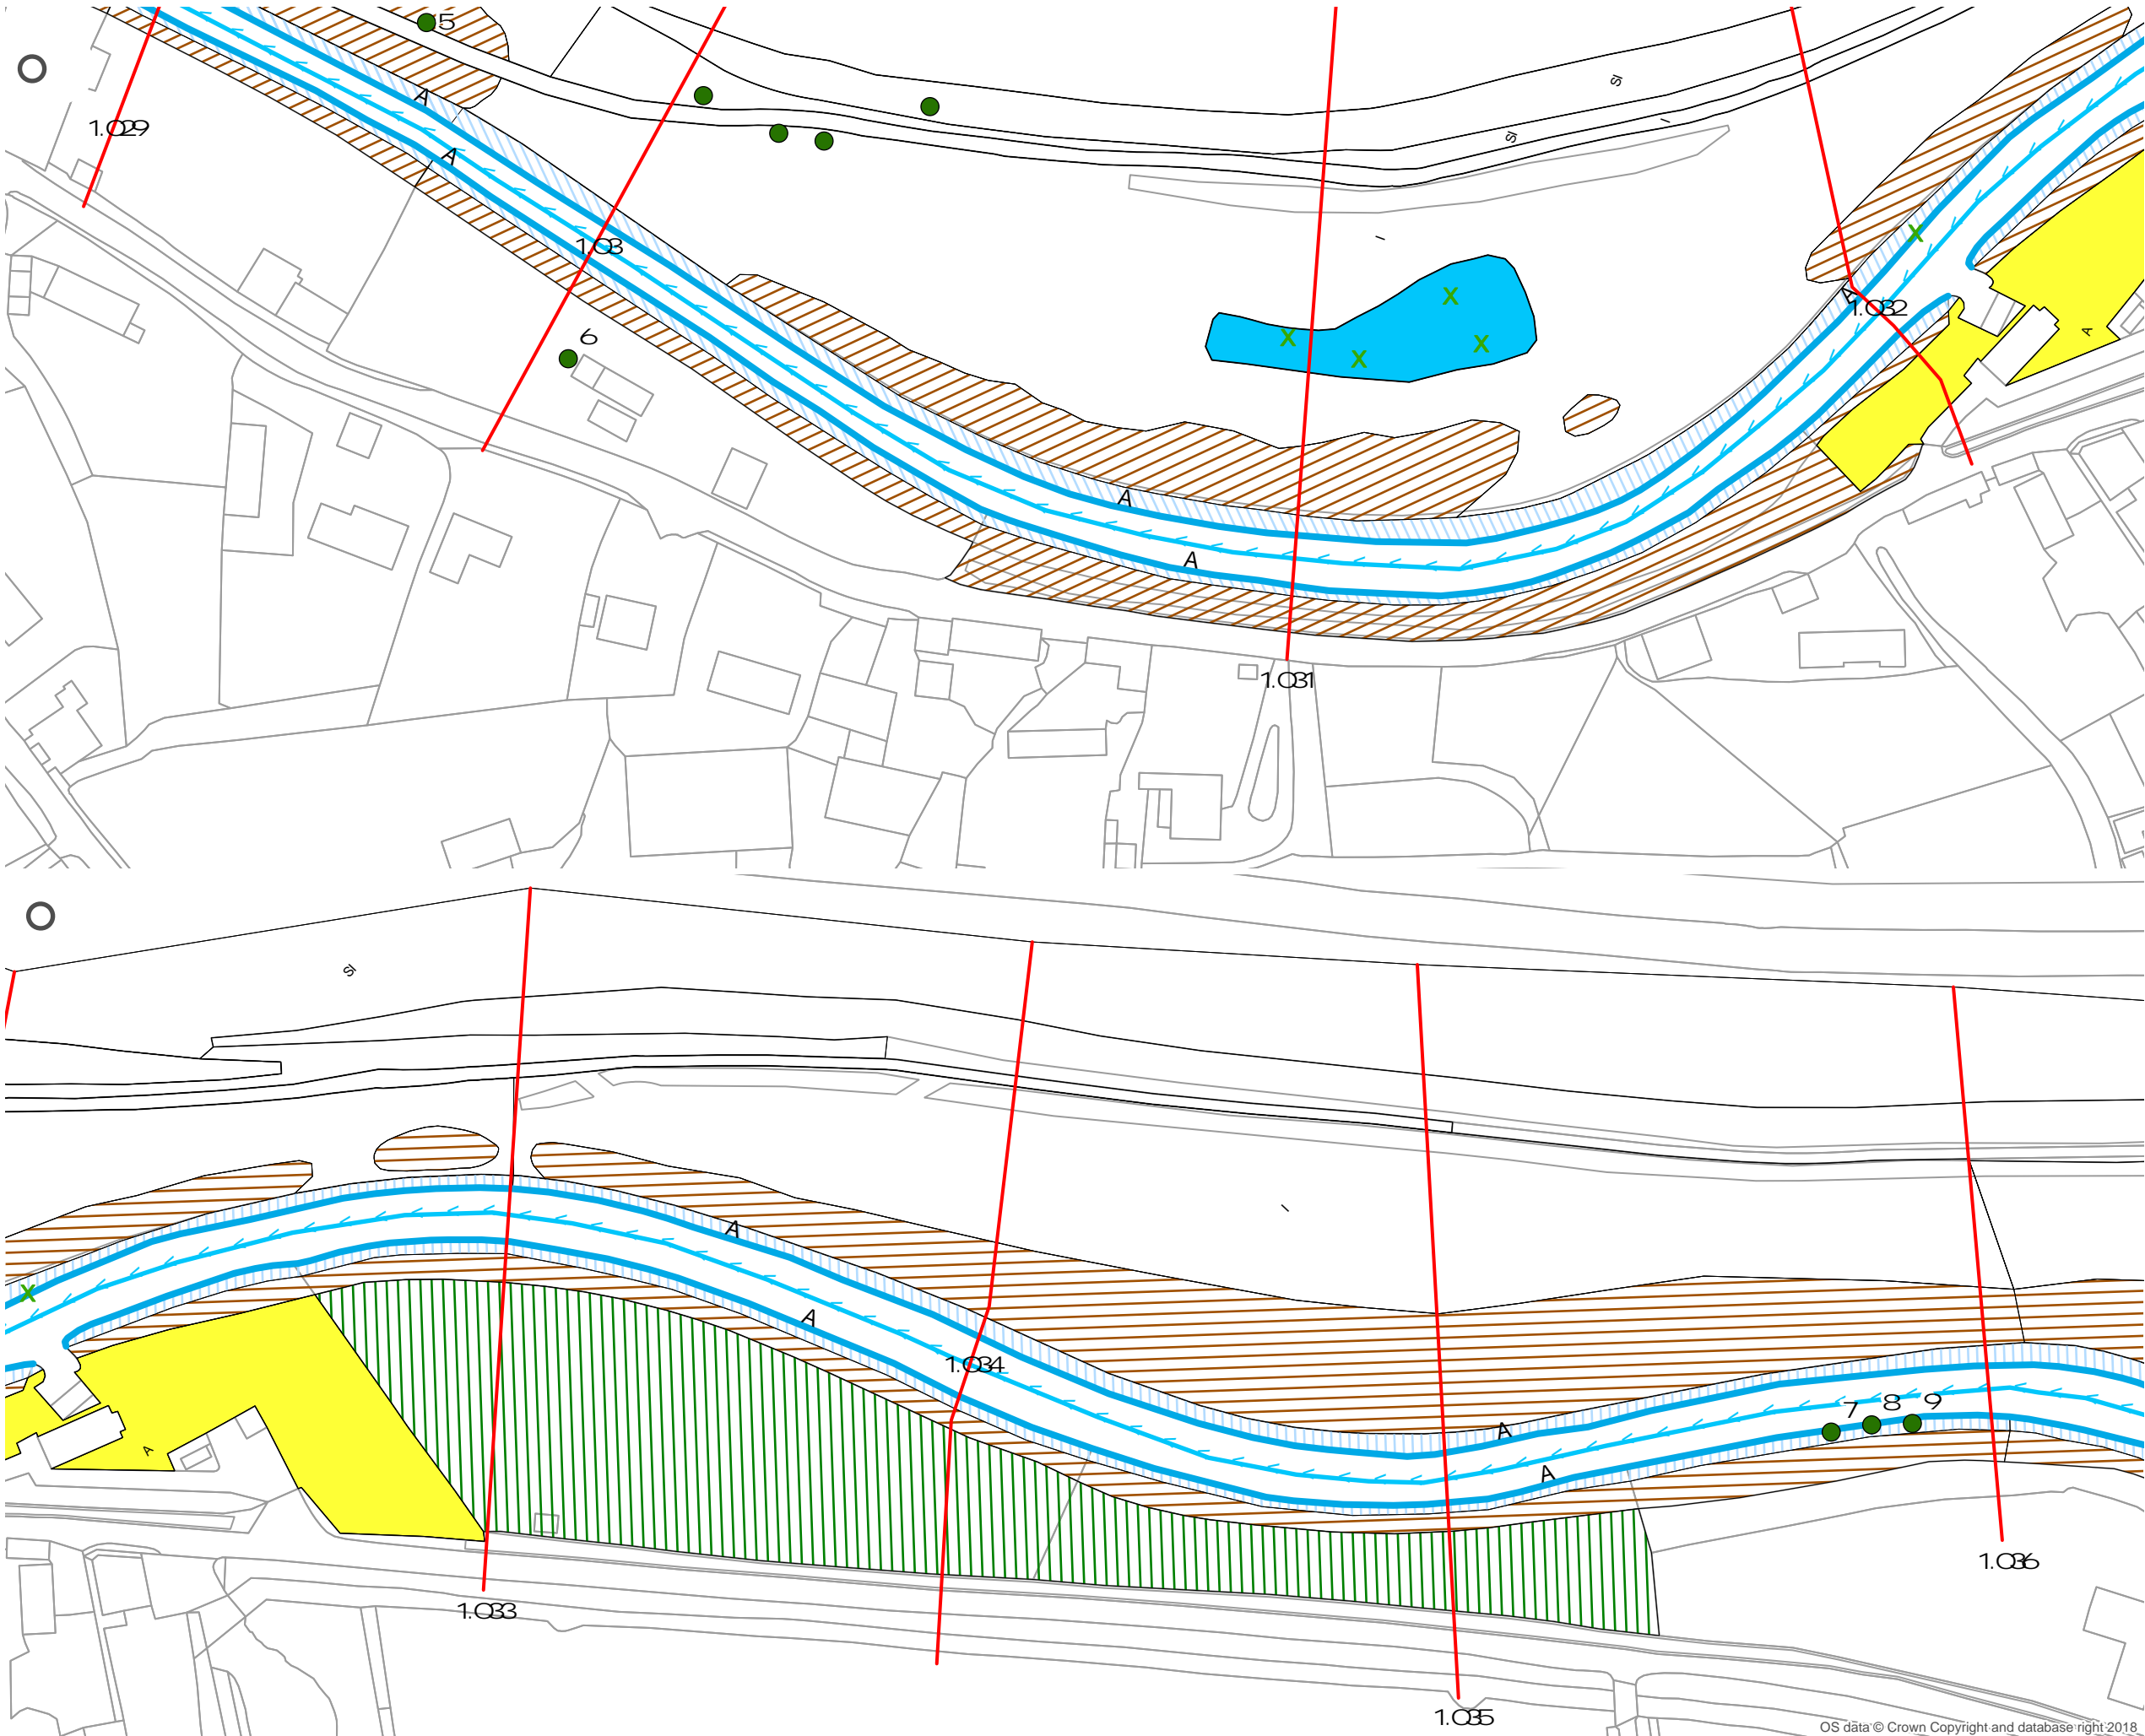 5
SI
A
SI
I
1.029
A
X
1.03
I
X
A
1.032
6
X
X
X
A
A
A
1.031
SI
I
A
X
A
1.034
7 8 9
A
A
A
1.036
1.033
1.035
OS data © Crown Copyright and database right 2018